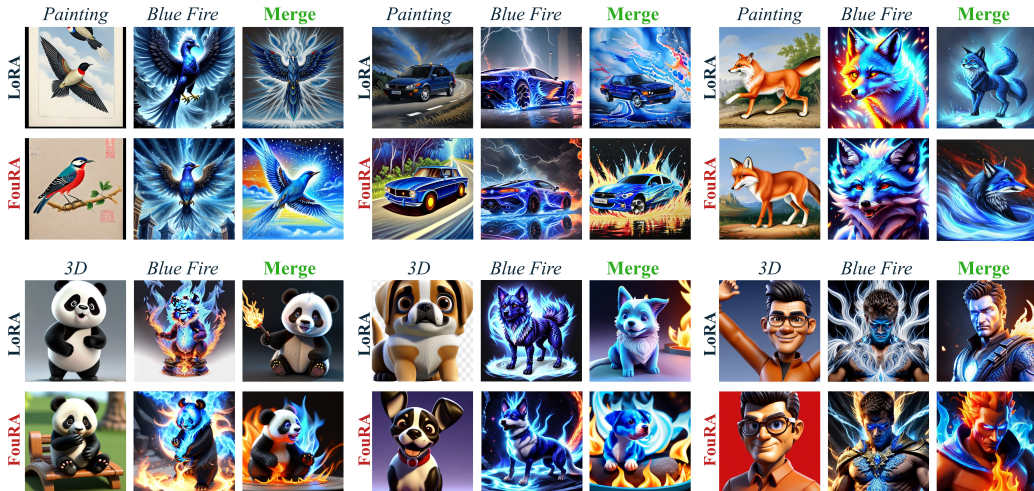 Painting Blue Fire Merge Painting Blue Fire Merge Painting Blue Fire Merge
LoRA LoRA LoRA
FouRA FouRA FouRA
3D Blue Fire Merge 3D Blue Fire Merge 3D Blue Fire Merge
LoRA LoRA LoRA
FouRA FouRA FouRA